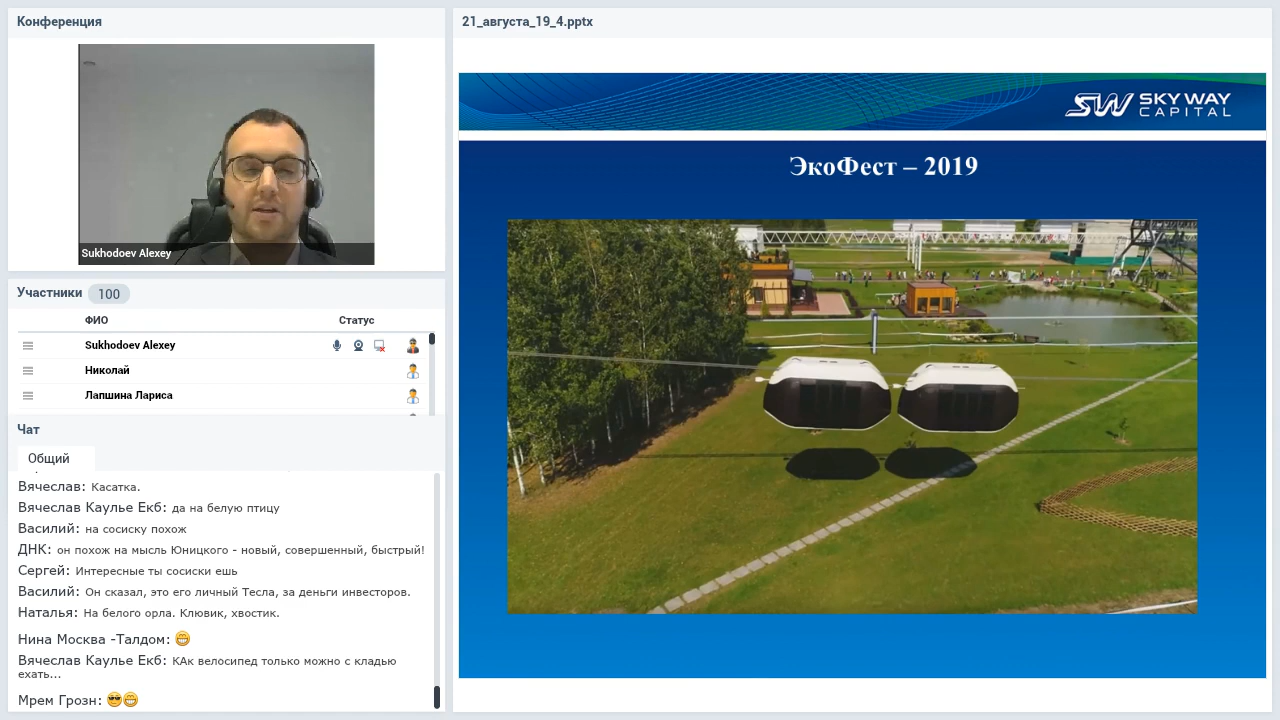 Конференция
Sukhodoev Alexey
Участники 100
ФИО Статус
Sukhodoev Alexey
Николай
Лапшина Лариса
Чат
Общий
Вячеслав: Касатка.
Вячеслав Каулье Екб: да на белую птицу
Василий: на сосиску похож
ДНК: он похож на мысль Юницкого - новый, совершенный, быстрый!
Сергей: Интересные ты сосиски ешь
Василий: Он сказал, это его личный Тесла, за деньги инвесторов.
Наталья: На белого орла. Клювик, хвостик.
Нина Москва -Талдом:
Вячеслав Каулье Екб: КАк велосипед только можно с кладью
ехать...
Мрем Грозн:
21_августа_19_4.pptx
SW SKY WAY
CAPITAL
ЭкоФест – 2019